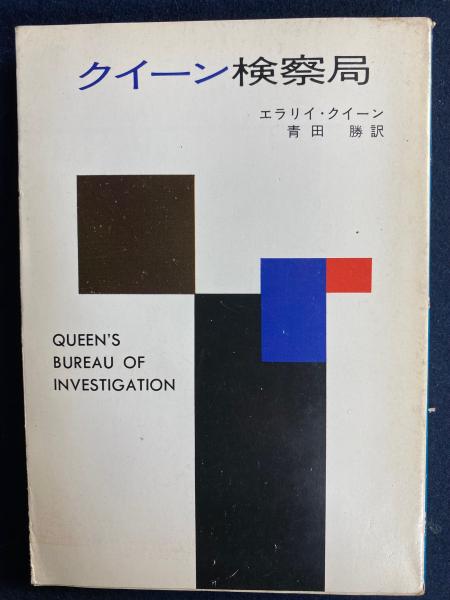 クイーン検察局
エラリイ・クイーン
青田 勝訳
QUEEN'S
BUREAU OF
INVESTIGATION